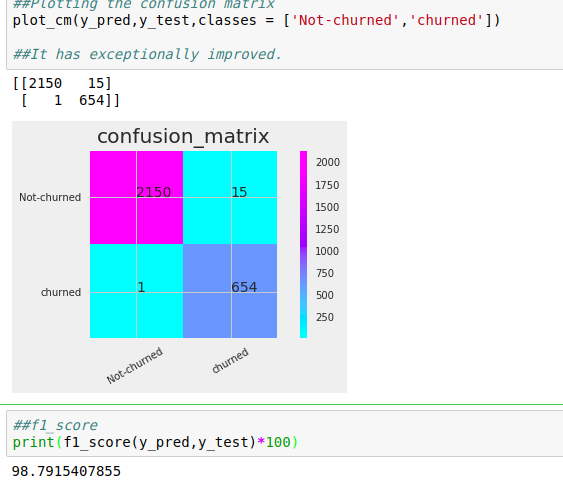 ##Plotting the confusion matrix
plot_cm(y_pred,y_test,classes = ['Not-churned','churned'])
##It has exceptionally improved.
[[2150   15]
 [   1  654]]
confusion_matrix
Not-churned
2150
15
churned
1
654
Not-churned
churned
2000
1750
1500
1250
1000
750
500
250
##f1_score
print(f1_score(y_pred,y_test)*100)
98.7915407855